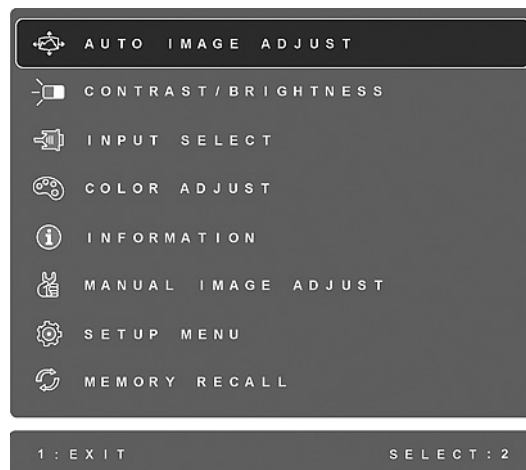 AUTO IMAGE ADJUST
CONTRAST/BRIGHTNESS
INPUT SELECT
COLOR ADJUST
INFORMATION
MANUAL IMAGE ADJUST
SETUP MENU
MEMORY RECALL
1:EXIT SELECT:2